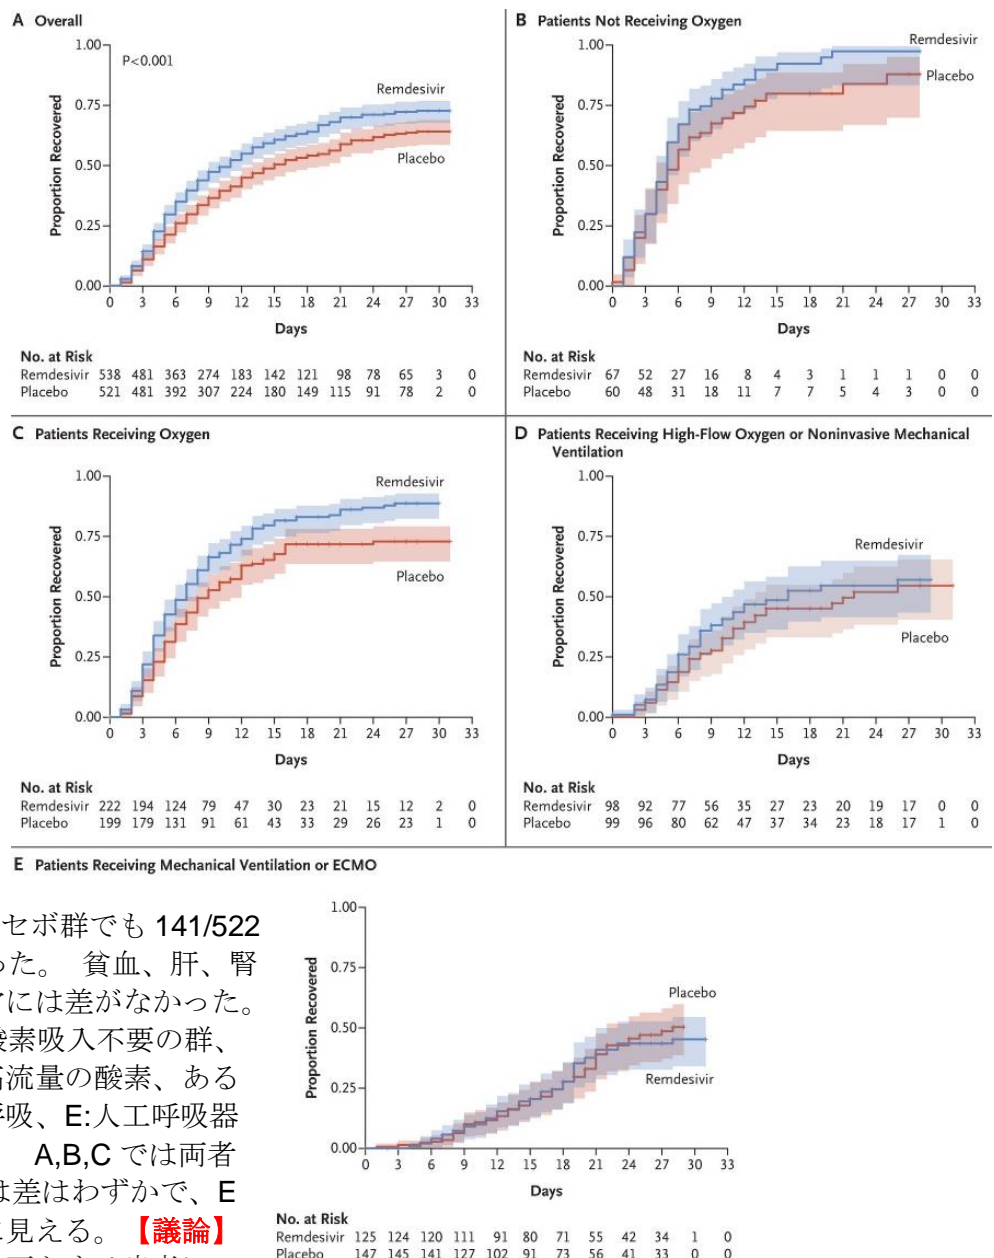 A Overall
1.00
P<0.001
Remdesivir
0.75
0.50
Placebo
0.25
0.00
Proportion Recovered
0 3 6 9 12 15 18 21 24 27 30 33
Days
No. at Risk
Remdesivir 538 481 363 274 183 142 121 98 78 65 3 0
Placebo 521 481 392 307 224 180 149 115 91 78 2 0
B Patients Not Receiving Oxygen
1.00
Remdesivir
Placebo
0.75
0.50
0.25
0.00
Proportion Recovered
0 3 6 9 12 15 18 21 24 27 30 33
Days
No. at Risk
Remdesivir 67 52 27 16 8 4 3 1 1 1 0 0
Placebo 60 48 31 18 11 7 7 5 4 3 0 0
C Patients Receiving Oxygen
1.00
Remdesivir
0.75
Placebo
0.50
0.25
0.00
Proportion Recovered
0 3 6 9 12 15 18 21 24 27 30 33
Days
No. at Risk
Remdesivir 222 194 124 79 47 30 23 21 15 12 2 0
Placebo 199 179 131 91 61 43 33 29 26 23 1 0
D Patients Receiving High-Flow Oxygen or Noninvasive Mechanical
Ventilation
1.00
0.75
Remdesivir
0.50
Placebo
0.25
0.00
Proportion Recovered
0 3 6 9 12 15 18 21 24 27 30 33
Days
No. at Risk
Remdesivir 98 92 77 56 35 27 23 20 19 17 0 0
Placebo 99 96 80 62 47 37 34 23 18 17 1 0
E Patients Receiving Mechanical Ventilation or ECMO
セボ群でも 141/522
った。 貧血、肝、腎
には差がなかった。
酸素吸入不要の群、
高流量の酸素、ある
呼吸、E:人工呼吸器
A,B,C では両者
は差はわずかで、E
に見える。【議論】
1.00
0.75
Placebo
0.50
Remdesivir
0.25
0.00
Proportion Recovered
0 3 6 9 12 15 18 21 24 27 30 33
Days
No. at Risk
Remdesivir 125 124 120 111 91 80 71 55 42 34 1 0
Placebo 147 145 141 127 102 91 73 56 41 33 0 0